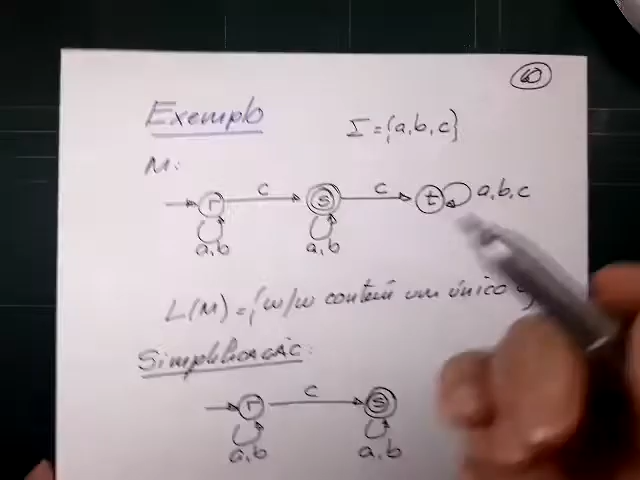 60
Exemplo
Σ = {a, b, c}
M:
r c s c t a, b, c
a, b a, b
L(M) = {w/w contém um único
Simplificação:
r c s
a, b a, b